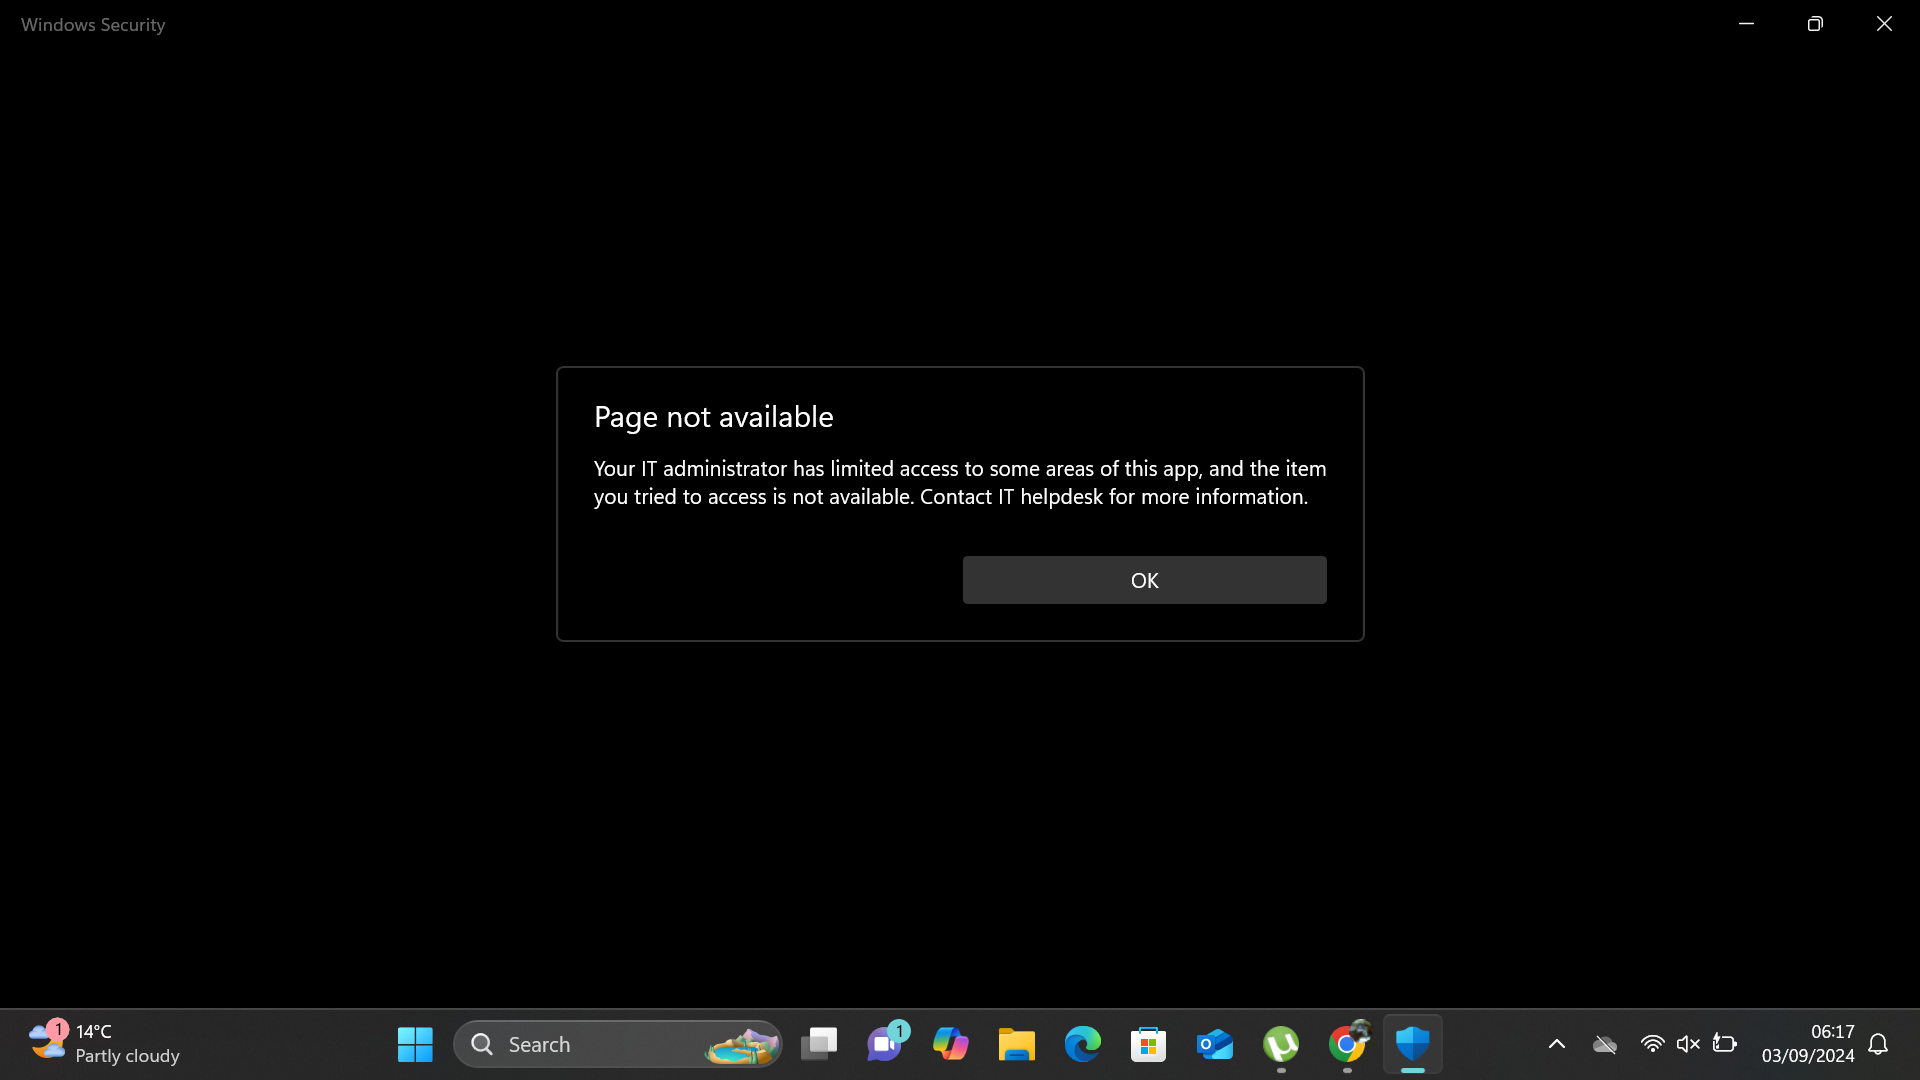 Windows Security
Page not available
Your IT administrator has limited access to some areas of this app, and the item
you tried to access is not available. Contact IT helpdesk for more information.
OK
1
14°C
Partly cloudy
Search
1
06:17
03/09/2024